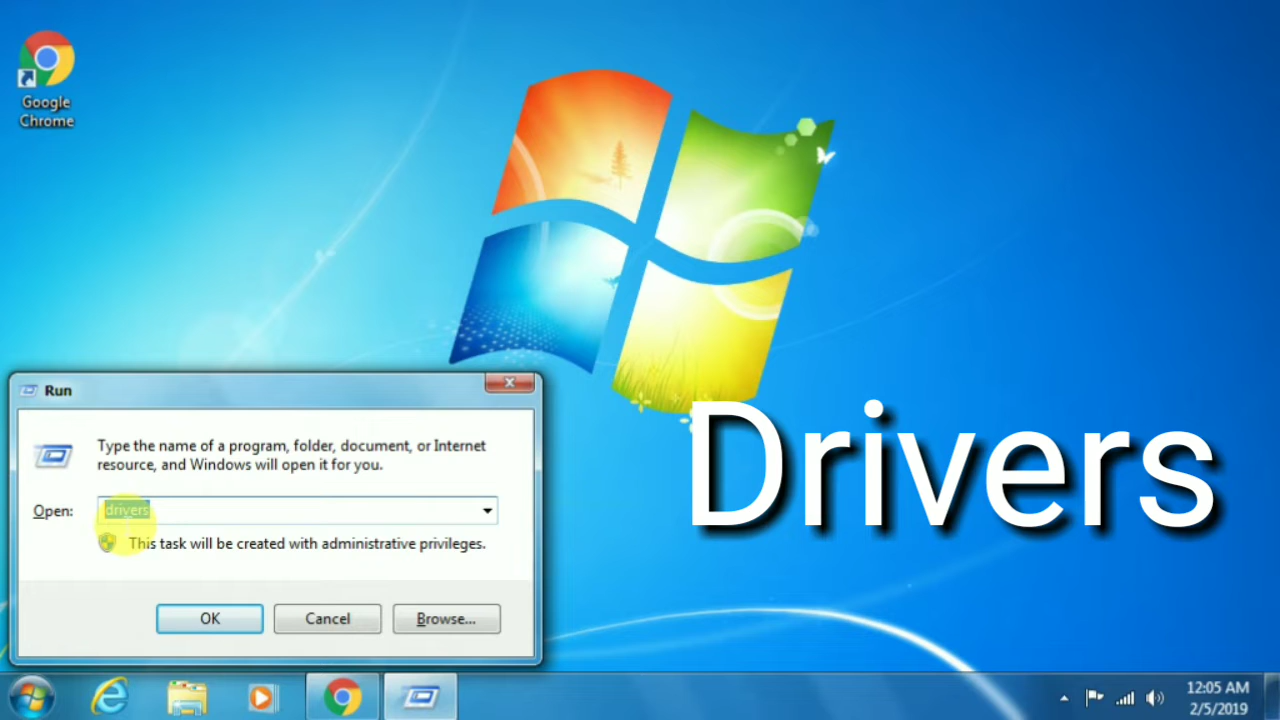 Google
Chrome
Run
Type the name of a program, folder, document, or Internet
resource, and Windows will open it for you.
Open: drivers
This task will be created with administrative privileges.
OK Cancel Browse...
Drivers
12:05 AM
2/5/2019